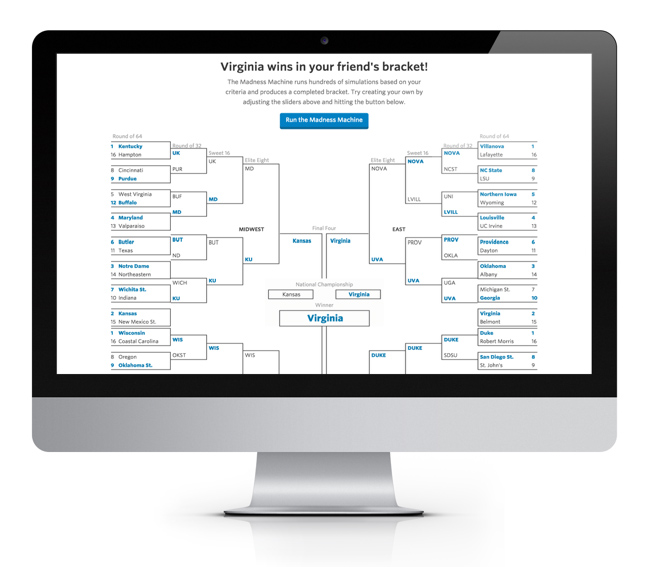 Virginia wins in your friend's bracket!
The Madness Machine runs hundreds of simulations based on your
criteria and produces a completed bracket. Try creating your own by
adjusting the sliders above and hitting the button below.
Run the Madness Machine
Round of 64
Round of 32
Sweet 16
Elite Eight
1 Kentucky
16 Hampton
8 Cincinnati
9 Purdue
5 West Virginia
12 Buffalo
4 Maryland
13 Valparaiso
6 Butler
11 Texas
3 Notre Dame
14 Northeastern
7 Wichita St.
10 Indiana
2 Kansas
15 New Mexico St.
1 Wisconsin
16 Coastal Carolina
8 Oregon
9 Oklahoma St.
UK
PUR
BUF
MD
BUT
ND
WICH
KU
WIS
OKST
UK
MD
BUT
KU
WIS
MD
KU
WIS
MIDWEST
Final Four
Kansas
Virginia
National Championship
Kansas
Virginia
Winner
Virginia
EAST
Elite Eight
Sweet 16
Round of 32
Round of 64
NOVA
UVA
DUKE
NOVA
LVILL
PROV
UVA
DUKE
NOVA
NCST
UNI
LVILL
PROV
OKLA
UGA
UVA
DUKE
SDSU
Villanova 1
Lafayette 16
NC State 8
LSU 9
Northern Iowa 5
Wyoming 12
Louisville 4
UC Irvine 13
Providence 6
Dayton 11
Oklahoma 3
Albany 14
Michigan St. 7
Georgia 10
Virginia 2
Belmont 15
Duke 1
Robert Morris 16
San Diego St. 8
St. John's 9